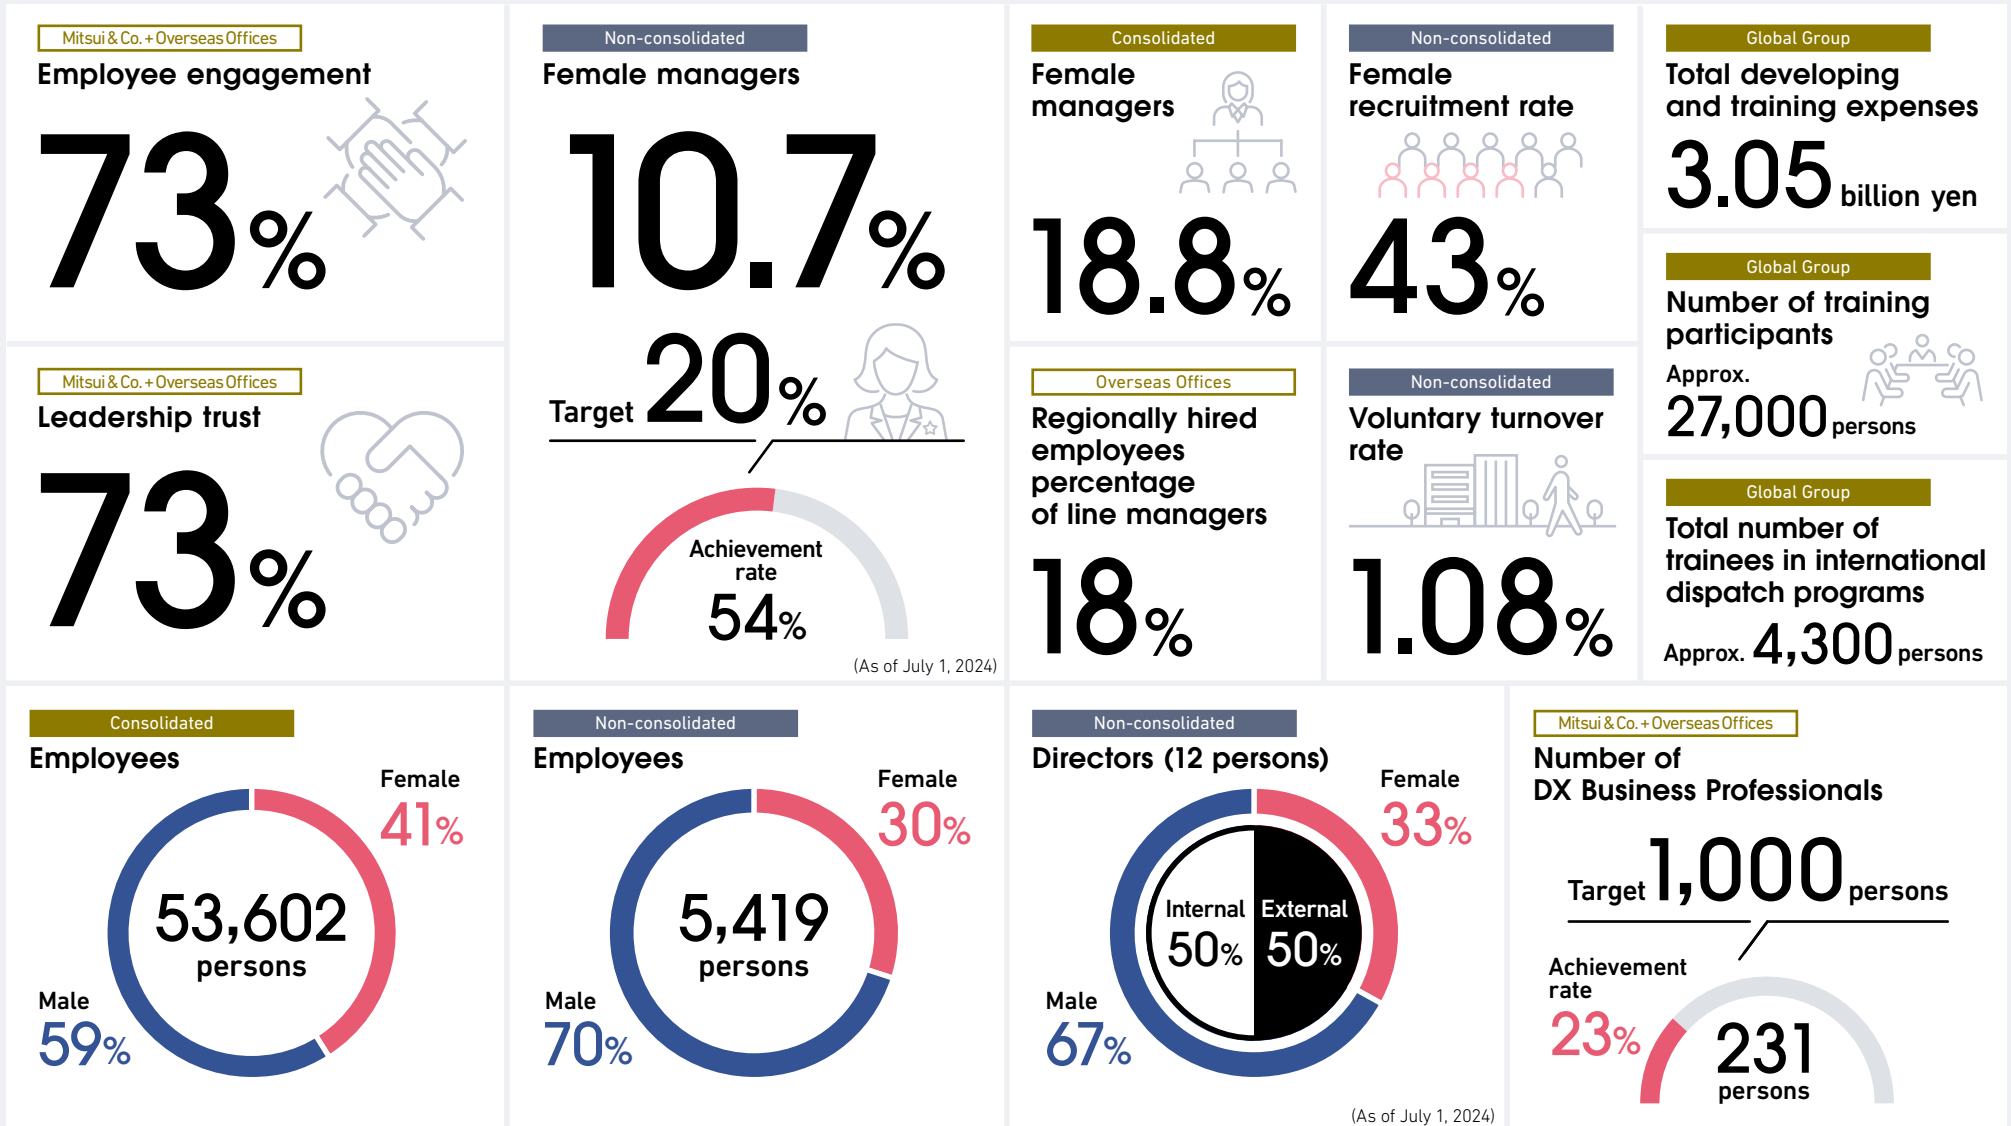 Mitsui & Co. + Overseas Offices
Employee engagement
73%
Mitsui & Co. + Overseas Offices
Leadership trust
73%
Non-consolidated
Female managers
10.7%
Target 20%
Achievement
rate
54%
(As of July 1, 2024)
Consolidated
Female
managers
18.8%
Non-consolidated
Female
recruitment rate
43%
Overseas Offices
Regionally hired
employees
percentage
of line managers
18%
Non-consolidated
Voluntary turnover
rate
1.08%
Global Group
Total developing
and training expenses
3.05 billion yen
Global Group
Number of training
participants
Approx.
27,000 persons
Global Group
Total number of
trainees in international
dispatch programs
Approx. 4,300 persons
Consolidated
Employees
Female
41%
53,602
persons
Male
59%
Non-consolidated
Employees
Female
30%
5,419
persons
Male
70%
Non-consolidated
Directors (12 persons)
Female
33%
Internal External
50% 50%
Male
67%
(As of July 1, 2024)
Mitsui & Co. + Overseas Offices
Number of
DX Business Professionals
Target 1,000 persons
Achievement
rate
23%
231
persons